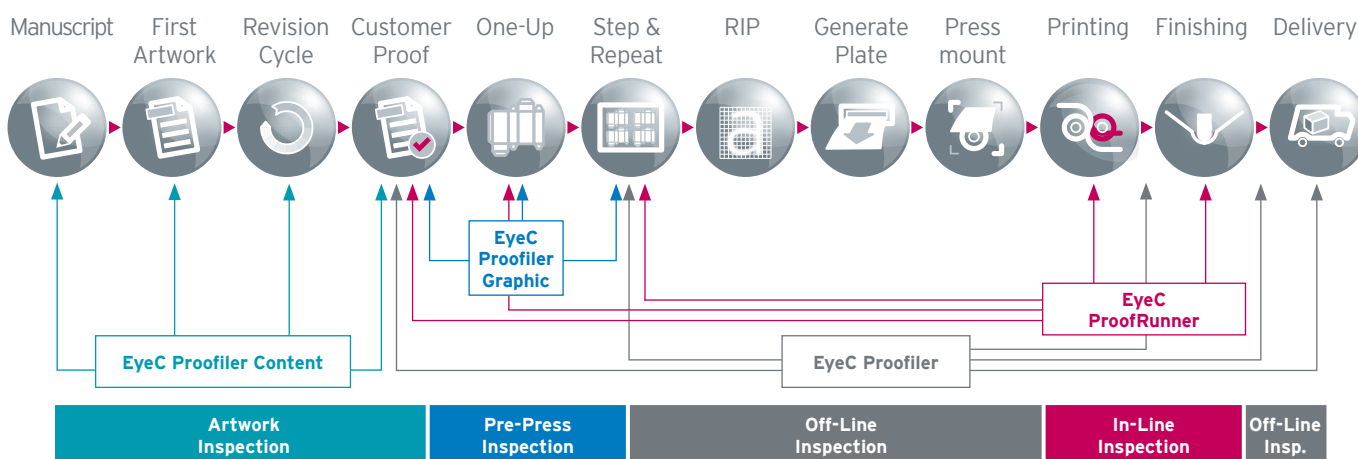 Manuscript
First
Artwork
Revision
Cycle
Customer
Proof
One-Up
Step &
Repeat
RIP
Generate
Plate
Press
mount
Printing
Finishing
Delivery
a
EyeC
Proofiler
Graphic
EyeC
ProofRunner
EyeC Proofiler Content
EyeC Proofiler
Artwork
Inspection
Pre-Press
Inspection
Off-Line
Inspection
In-Line
Inspection
Off-Line
Insp.